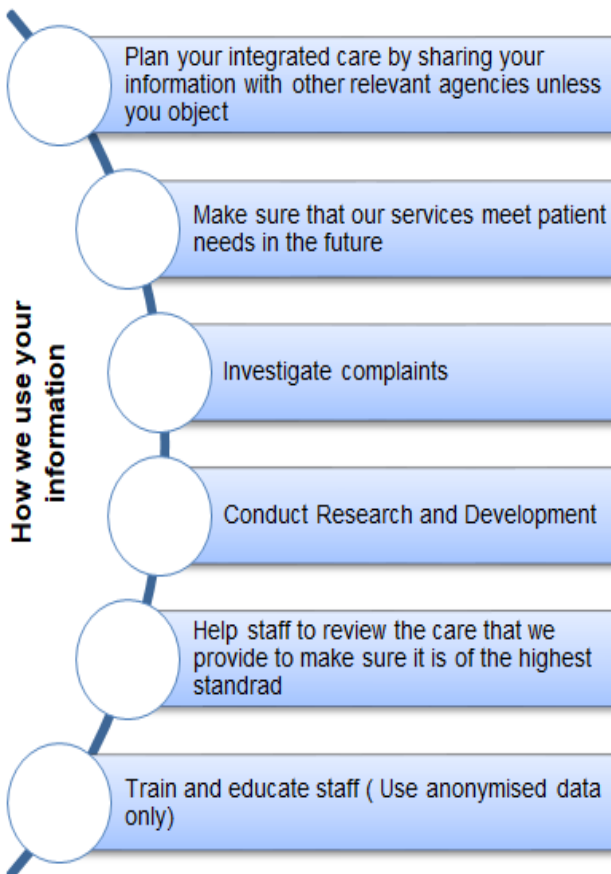 How we use your
information
Plan your integrated care by sharing your
information with other relevant agencies unless
you object
Make sure that our services meet patient
needs in the future
Investigate complaints
Conduct Research and Development
Help staff to review the care that we
provide to make sure it is of the highest
standrad
Train and educate staff ( Use anonymised data
only)